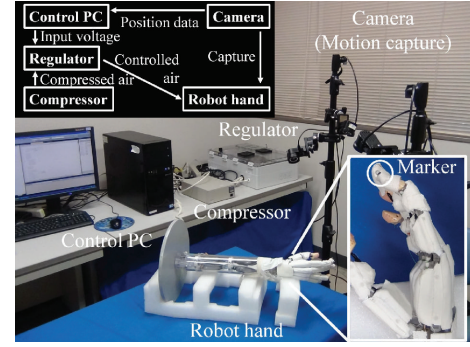 Control PC
Position data
Camera
Input voltage
Regulator
Controlled
air
Capture
Compressed air
Compressor
Robot hand
Camera
(Motion capture)
Regulator
Marker
Compressor
Control PC
Robot hand